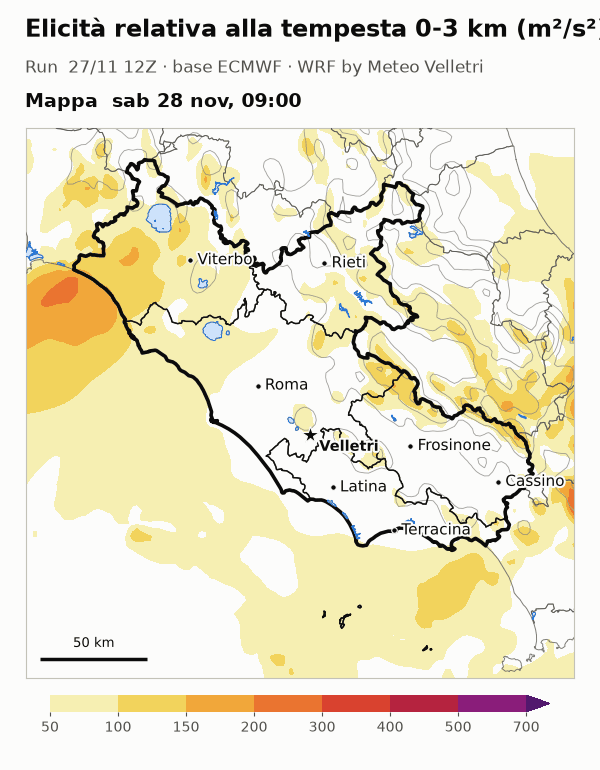 Elicità relativa alla tempesta 0-3 km (m²/s²)
Run 27/11 12Z · base ECMWF · WRF by Meteo Velletri
Mappa sab 28 nov, 09:00
Viterbo
Rieti
Roma
Velletri
Frosinone
Cassino
Latina
Terracina
50 km
50 100 150 200 300 400 500 700